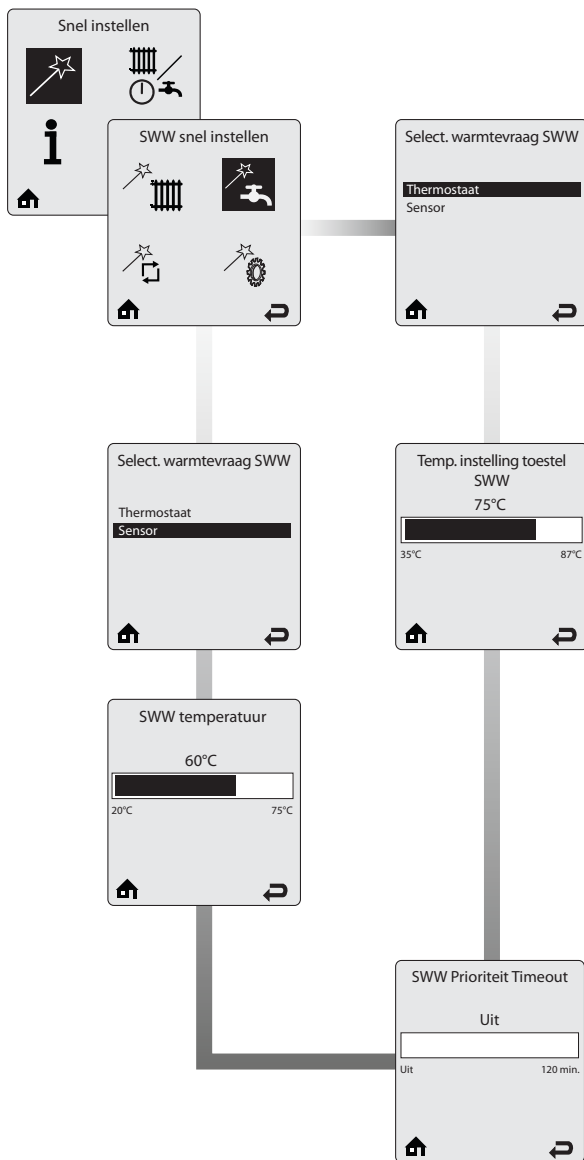 Snel instellen
SWW snel instellen
Select. warmtevraag SWW
Thermostaat
Sensor
Select. warmtevraag SWW
Thermostaat
Sensor
Temp. instelling toestel
SWW
75°C
35°C 87°C
SWW temperatuur
60°C
20°C 75°C
SWW Prioriteit Timeout
Uit
Uit 120 min.